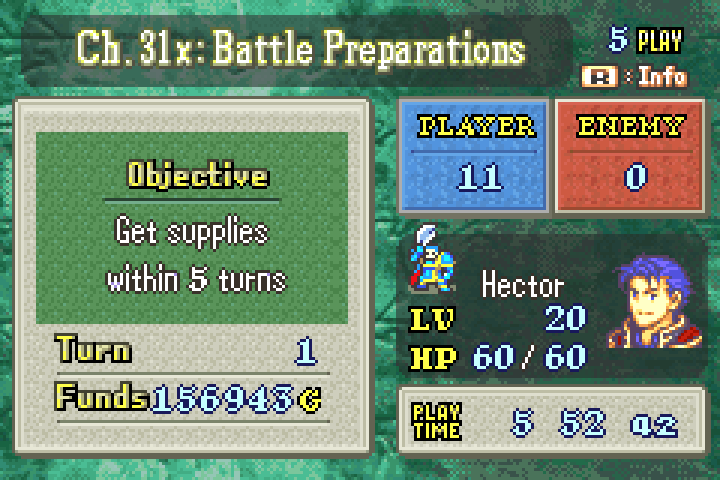 Ch.31x: Battle Preparations
5 PLAY
R : Info
Objective
Get supplies
within 5 turns
Turn 1
Funds 156943G
PLAYER
11
ENEMY
0
Hector
LV 20
HP 60/60
PLAY TIME 5 52 42